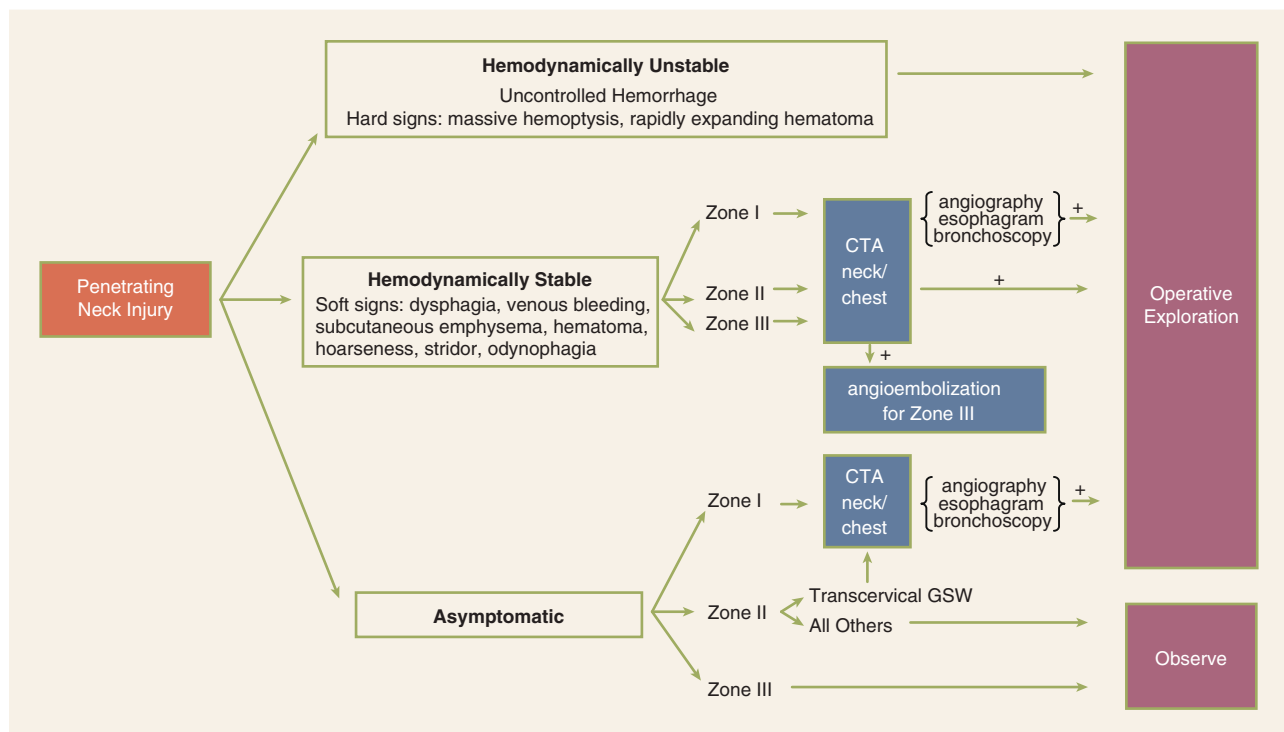 Penetrating
Neck Injury
Hemodynamically Unstable
Uncontrolled Hemorrhage
Hard signs: massive hemoptysis, rapidly expanding hematoma
Hemodynamically Stable
Soft signs: dysphagia, venous bleeding,
subcutaneous emphysema, hematoma,
hoarseness, stridor, odynophagia
Zone I
Zone II
Zone III
CTA
neck/
chest
angiography
esophagram
bronchoscopy
+
+
+
angioembolization
for Zone III
Asymptomatic
Zone I
Zone II
Zone III
CTA
neck/
chest
angiography
esophagram
bronchoscopy
+
Transcervical GSW
All Others
Operative
Exploration
Observe